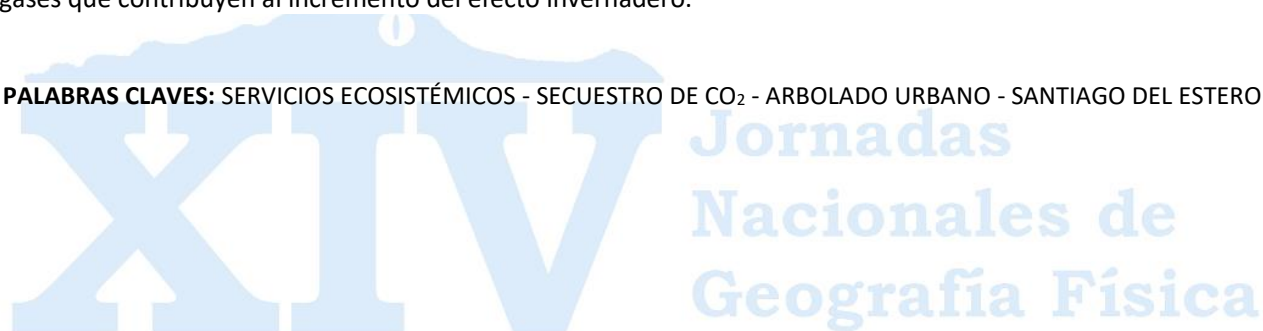 gases que contribuyen al incremento del efecto invernadero.
PALABRAS CLAVES: SERVICIOS ECOSISTÉMICOS - SECUESTRO DE CO₂ - ARBOLADO URBANO - SANTIAGO DEL ESTERO
XIV
Jornadas
Nacionales de
Geografía Física